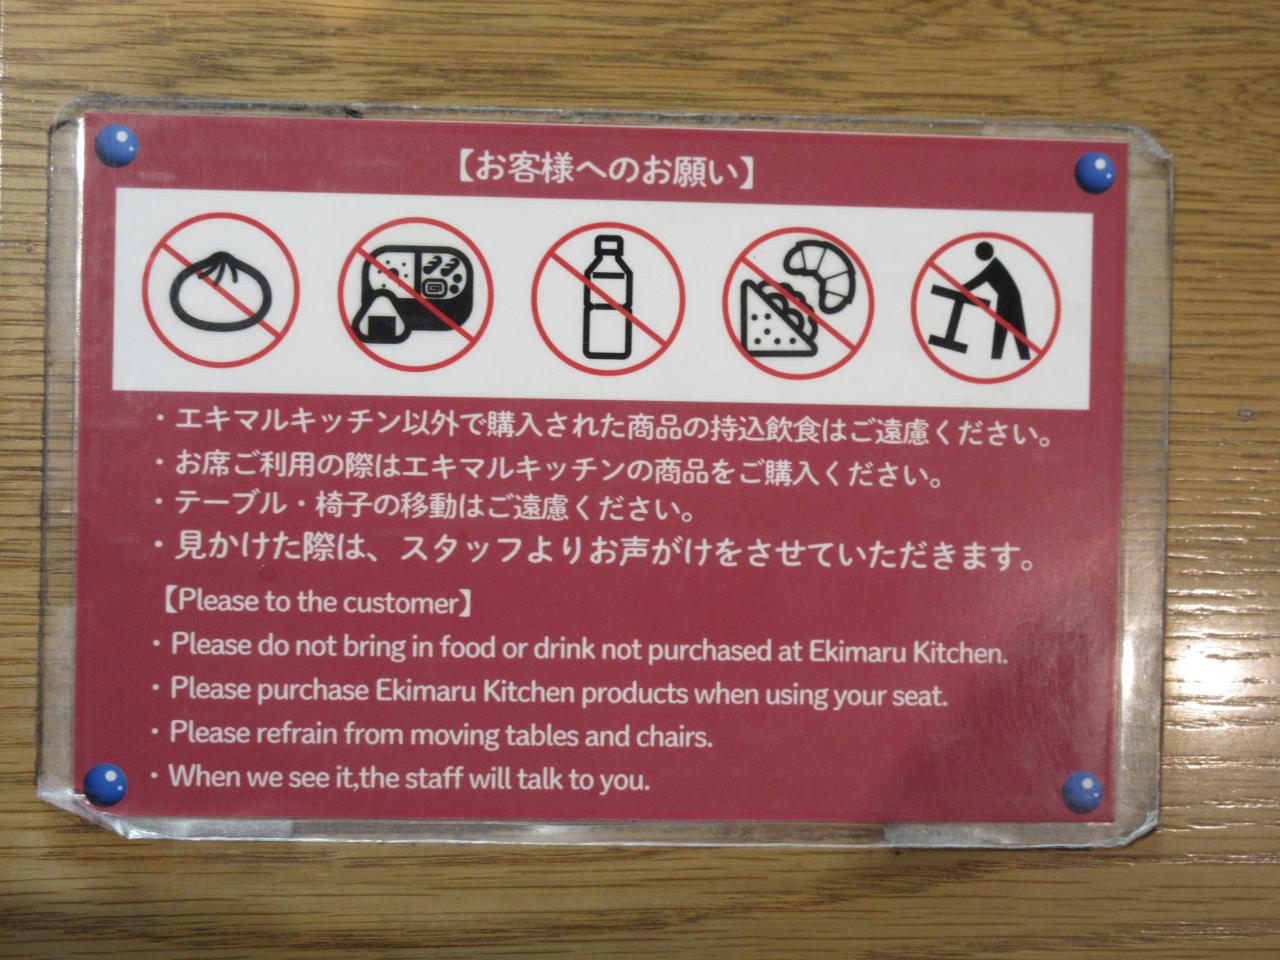 【お客様へのお願い】
・エキマルキッチン以外で購入された商品の持込飲食はご遠慮ください。
・お席ご利用の際はエキマルキッチンの商品をご購入ください。
・テーブル・椅子の移動はご遠慮ください。
・見かけた際は、スタッフよりお声がけをさせていただきます。
【Please to the customer】
・Please do not bring in food or drink not purchased at Ekimaru Kitchen.
・Please purchase Ekimaru Kitchen products when using your seat.
・Please refrain from moving tables and chairs.
・When we see it,the staff will talk to you.